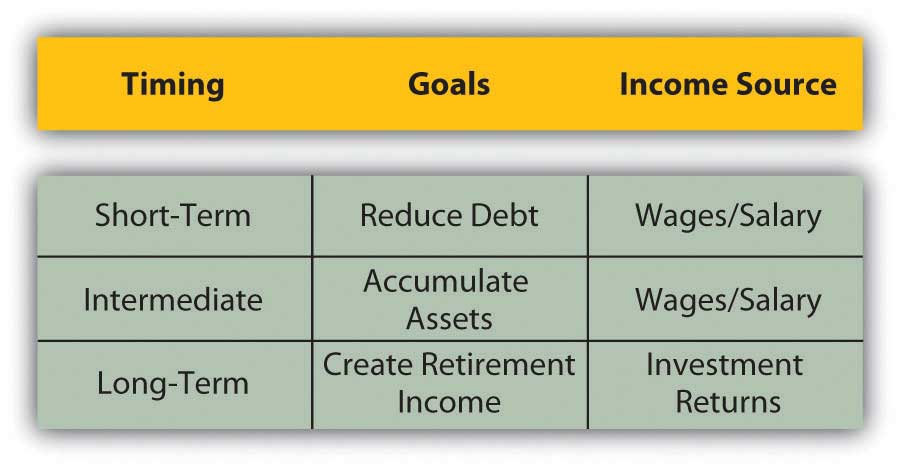 Timing Goals Income Source
Short-Term Reduce Debt Wages/Salary
Intermediate Accumulate Assets Wages/Salary
Long-Term Create Retirement Income Investment Returns